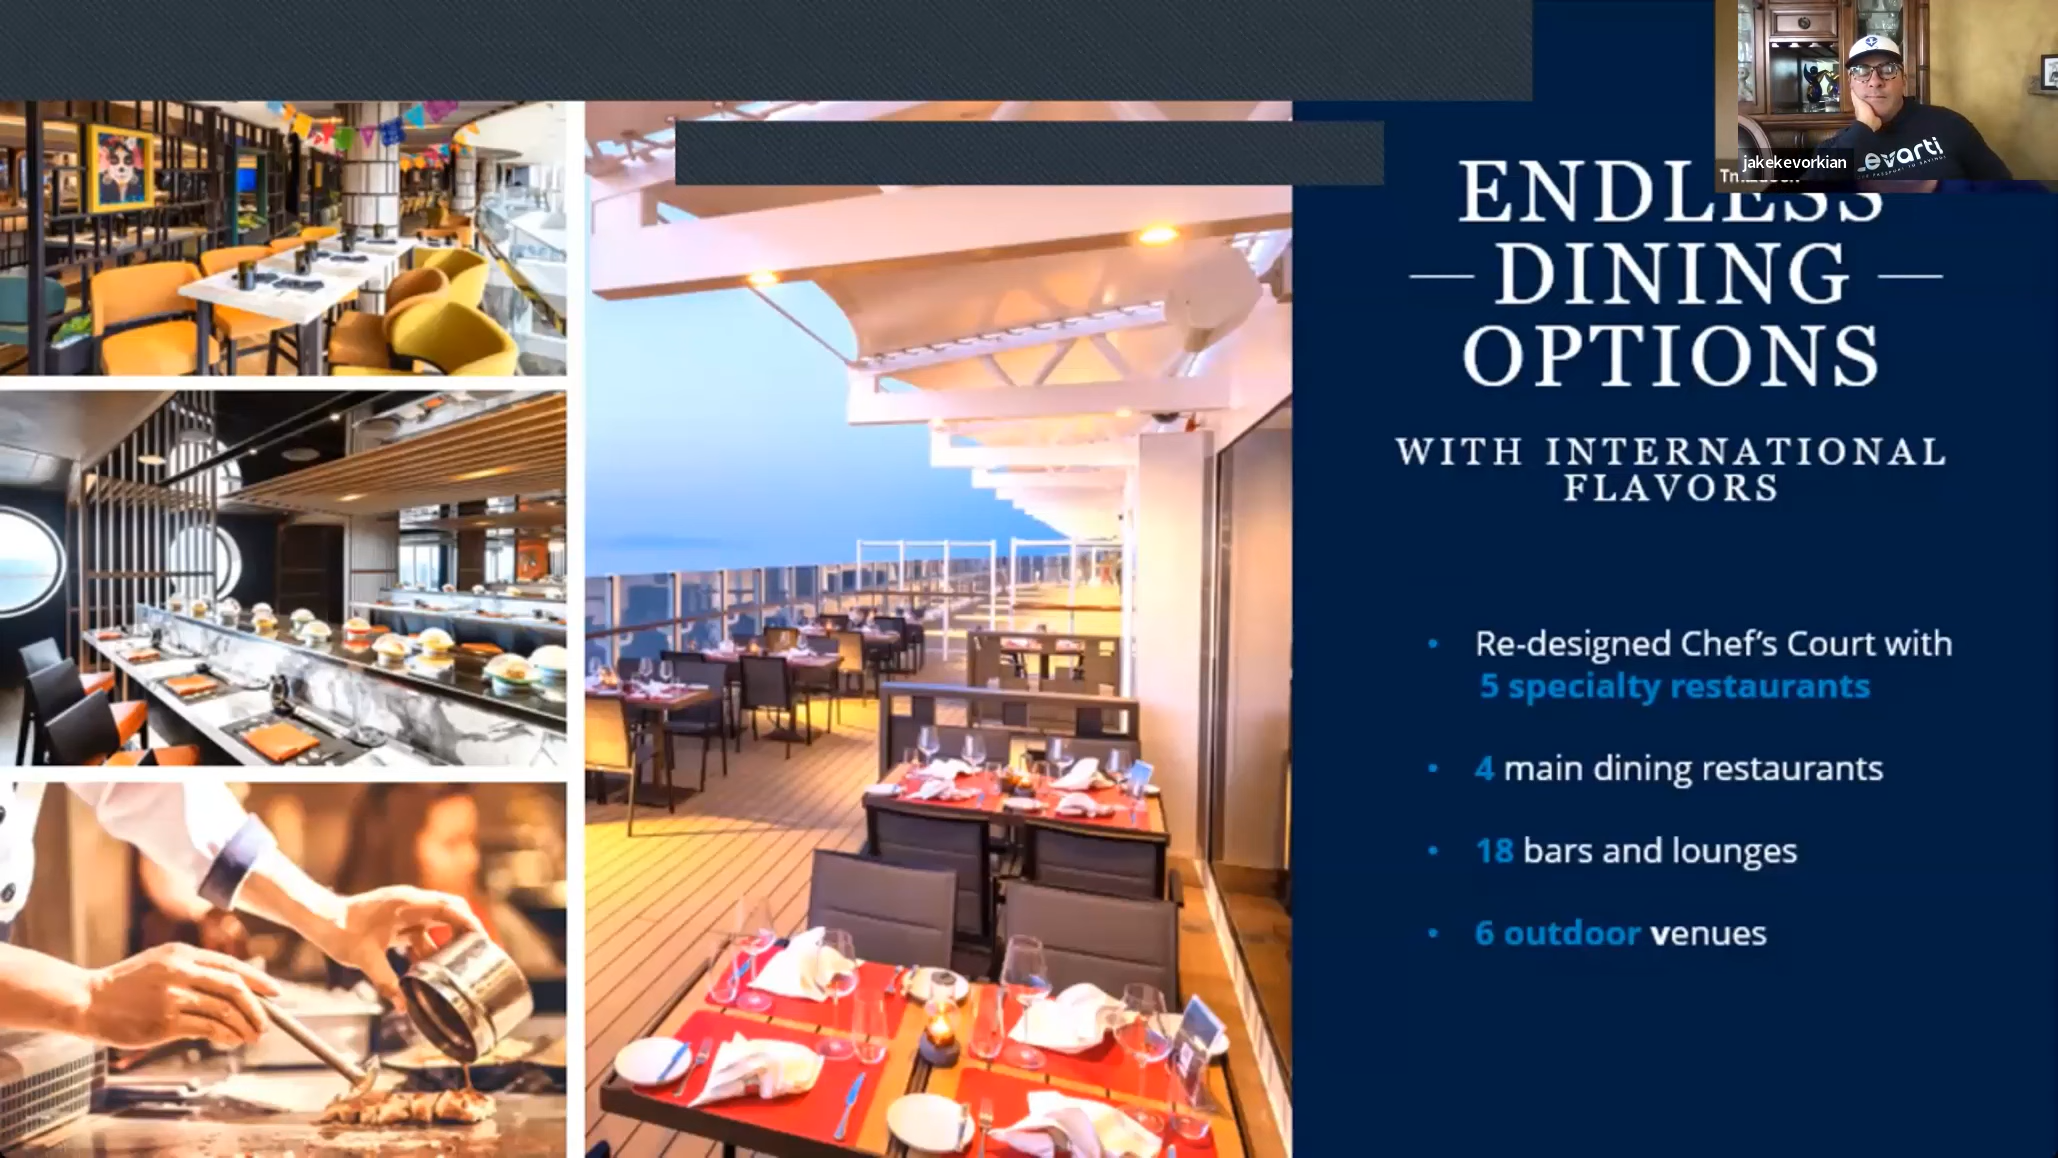 ENDLESS
DINING
OPTIONS
WITH INTERNATIONAL
FLAVORS
• Re-designed Chef's Court with
5 specialty restaurants
• 4 main dining restaurants
• 18 bars and lounges
• 6 outdoor venues
jakekevorkian
evarti